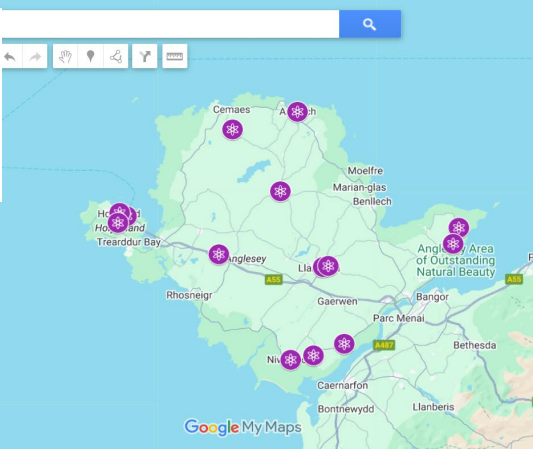 Cemaes
Moelfre
Marian-glas
Benllech
Trearddur Bay
Anglesey
A55
Area
of Outstanding
Natural Beauty
A55
Rhosneigr
Gaerwen
Bangor
Parc Menai
A487
Bethesda
Caernarfon
Bontnewydd
Llanberis
Google My Maps